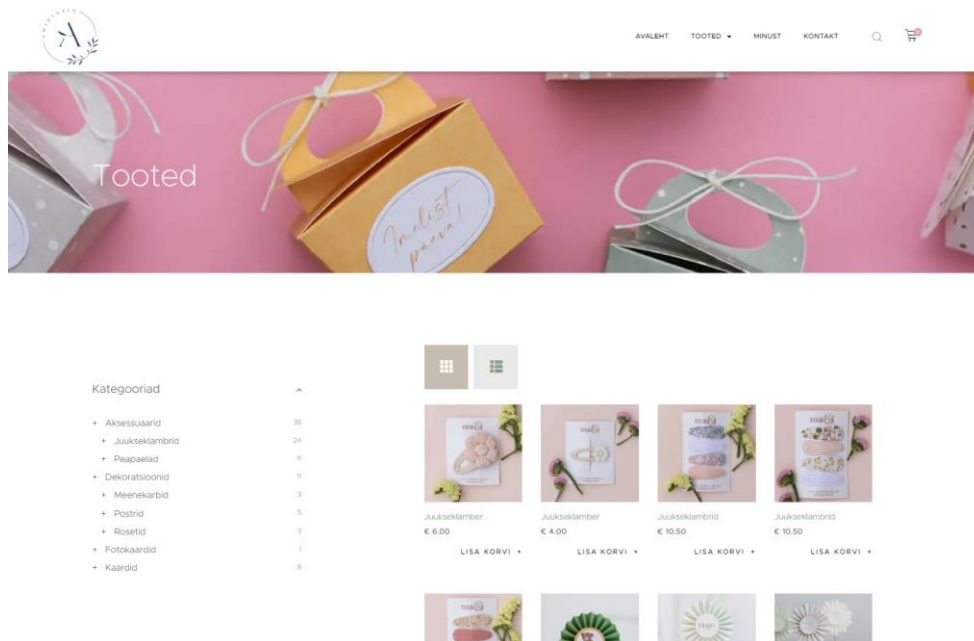 A
AVALEHT TOOTED MINUST KONTAKT
Tooted
Imelist
päeva!
Kategooriad
+ Aksessuaarid 35
+ Juukseklambrid 24
+ Peapaelad 11
+ Dekoratsioonid 11
+ Meenekarbid 3
+ Postrid 5
+ Rosetid 3
+ Fotokaardid 1
+ Kaardid
Juukseklamber
€ 6.00
LISA KORVI +
Juukseklamber
€ 4.00
LISA KORVI +
Juukseklambrid
€ 10.50
LISA KORVI +
Juukseklambrid
€ 10.50
LISA KORVI +